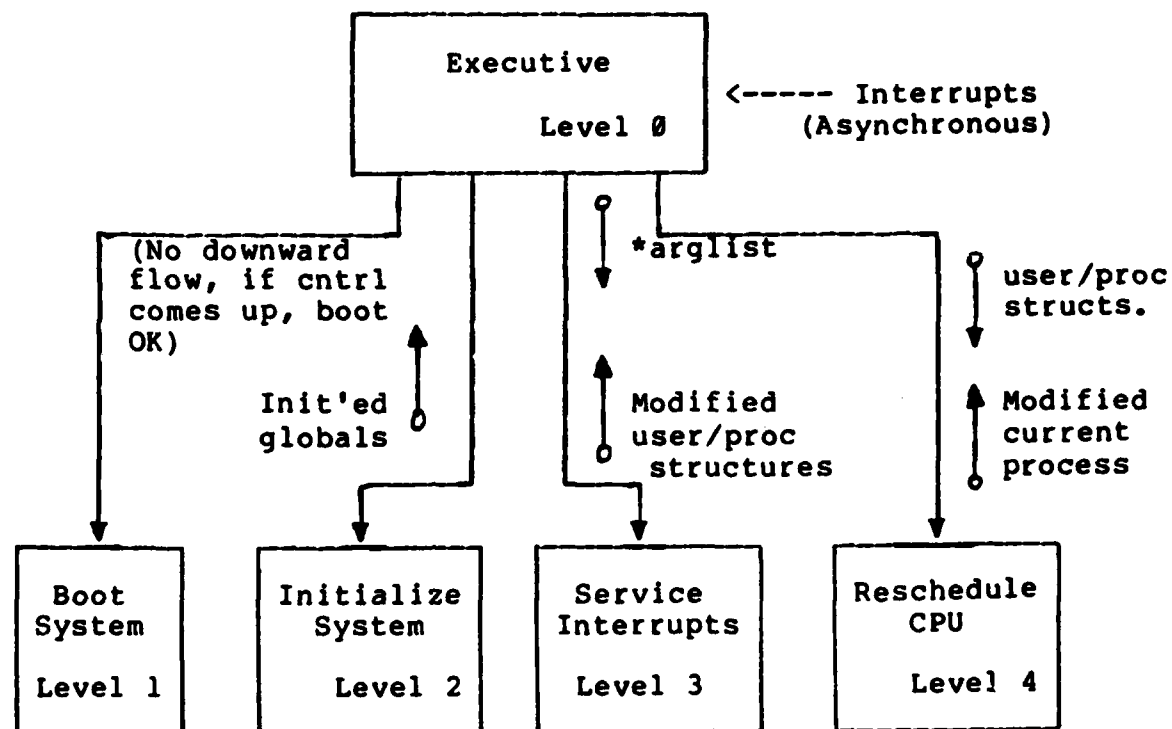 Executive
Level 0
<----- Interrupts
(Asynchronous)
(No downward
flow, if cntrl
comes up, boot
OK)
*arglist
user/proc
structs.
Init'ed
globals
Modified
user/proc
structures
Modified
current
process
Boot
System
Level 1
Initialize
System
Level 2
Service
Interrupts
Level 3
Reschedule
CPU
Level 4